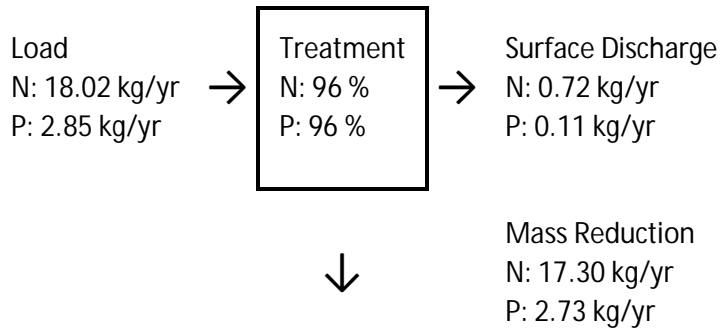 Load
N: 18.02 kg/yr
P: 2.85 kg/yr
→
Treatment
N: 96 %
P: 96 %
→
Surface Discharge
N: 0.72 kg/yr
P: 0.11 kg/yr
↓
Mass Reduction
N: 17.30 kg/yr
P: 2.73 kg/yr